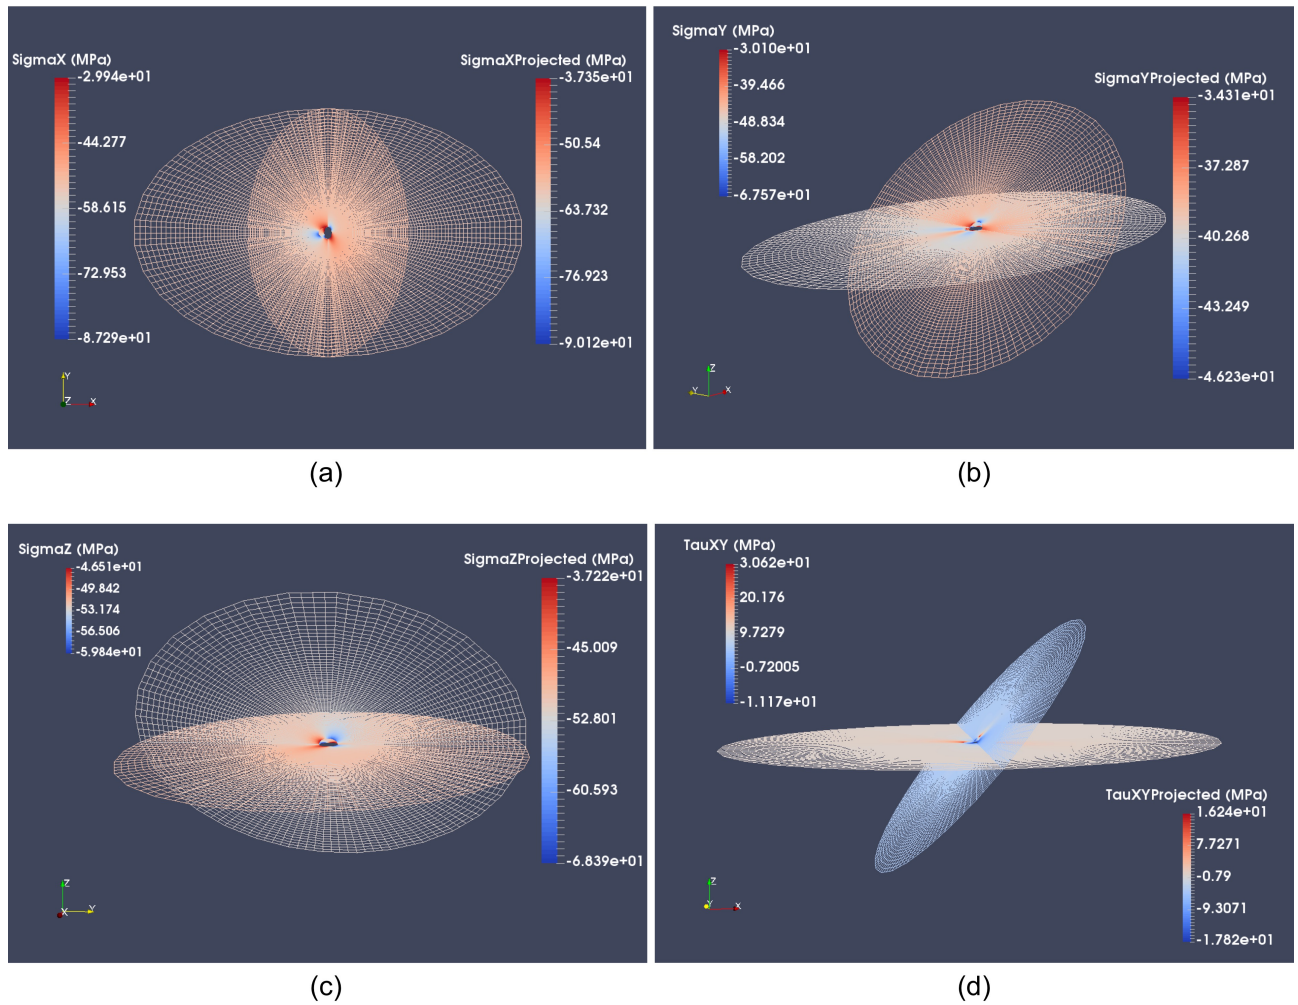 SigmaX (MPa)
-2.994e+01
-44.277
-58.615
-72.953
-8.729e+01
SigmaXProjected (MPa)
-3.735e+01
-50.54
-63.732
-76.923
-9.012e+01
Y
Z
X
(a)
SigmaY (MPa)
-3.010e+01
-39.466
-48.834
-58.202
-6.757e+01
SigmaYProjected (MPa)
-3.431e+01
-37.287
-40.268
-43.249
-4.623e+01
Z
Y
X
(b)
SigmaZ (MPa)
-4.651e+01
-49.842
-53.174
-56.506
-5.984e+01
SigmaZProjected (MPa)
-3.722e+01
-45.009
-52.801
-60.593
-6.839e+01
Z
X
Y
(c)
TauXY (MPa)
3.062e+01
20.176
9.7279
-0.72005
-1.117e+01
TauXYProjected (MPa)
1.624e+01
7.7271
-0.79
-9.3071
-1.782e+01
Z
Y
X
(d)